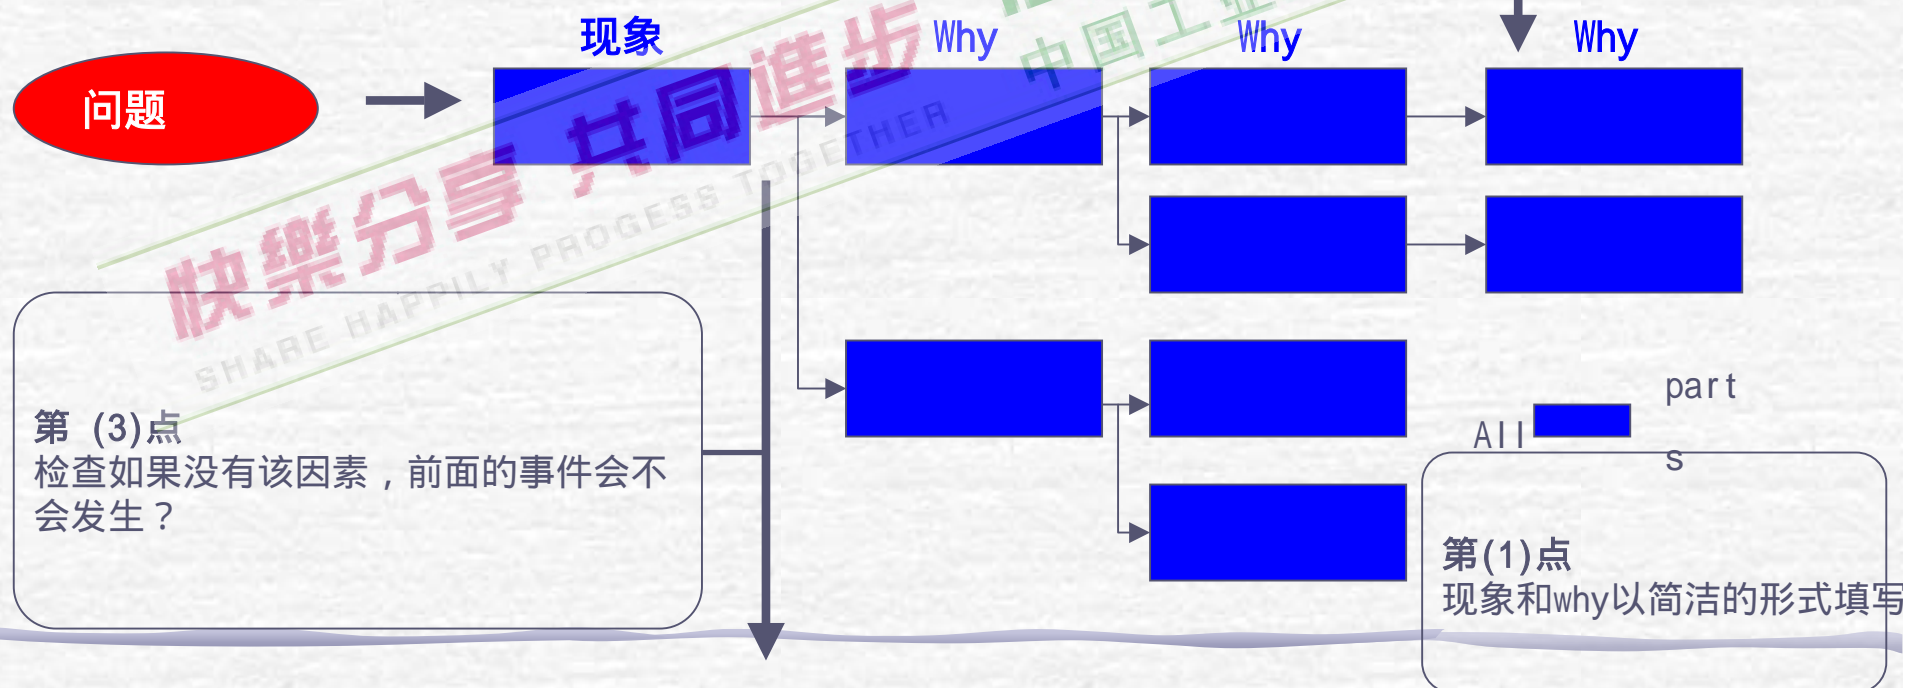 现象 Why Why Why
问题
快樂分享 共同進步
SHARE HAPPILY PROGESS TOGETHER
中国工业
第 (3)点
检查如果没有该因素，前面的事件会不
会发生？
All
part
s
第(1)点
现象和why以简洁的形式填写